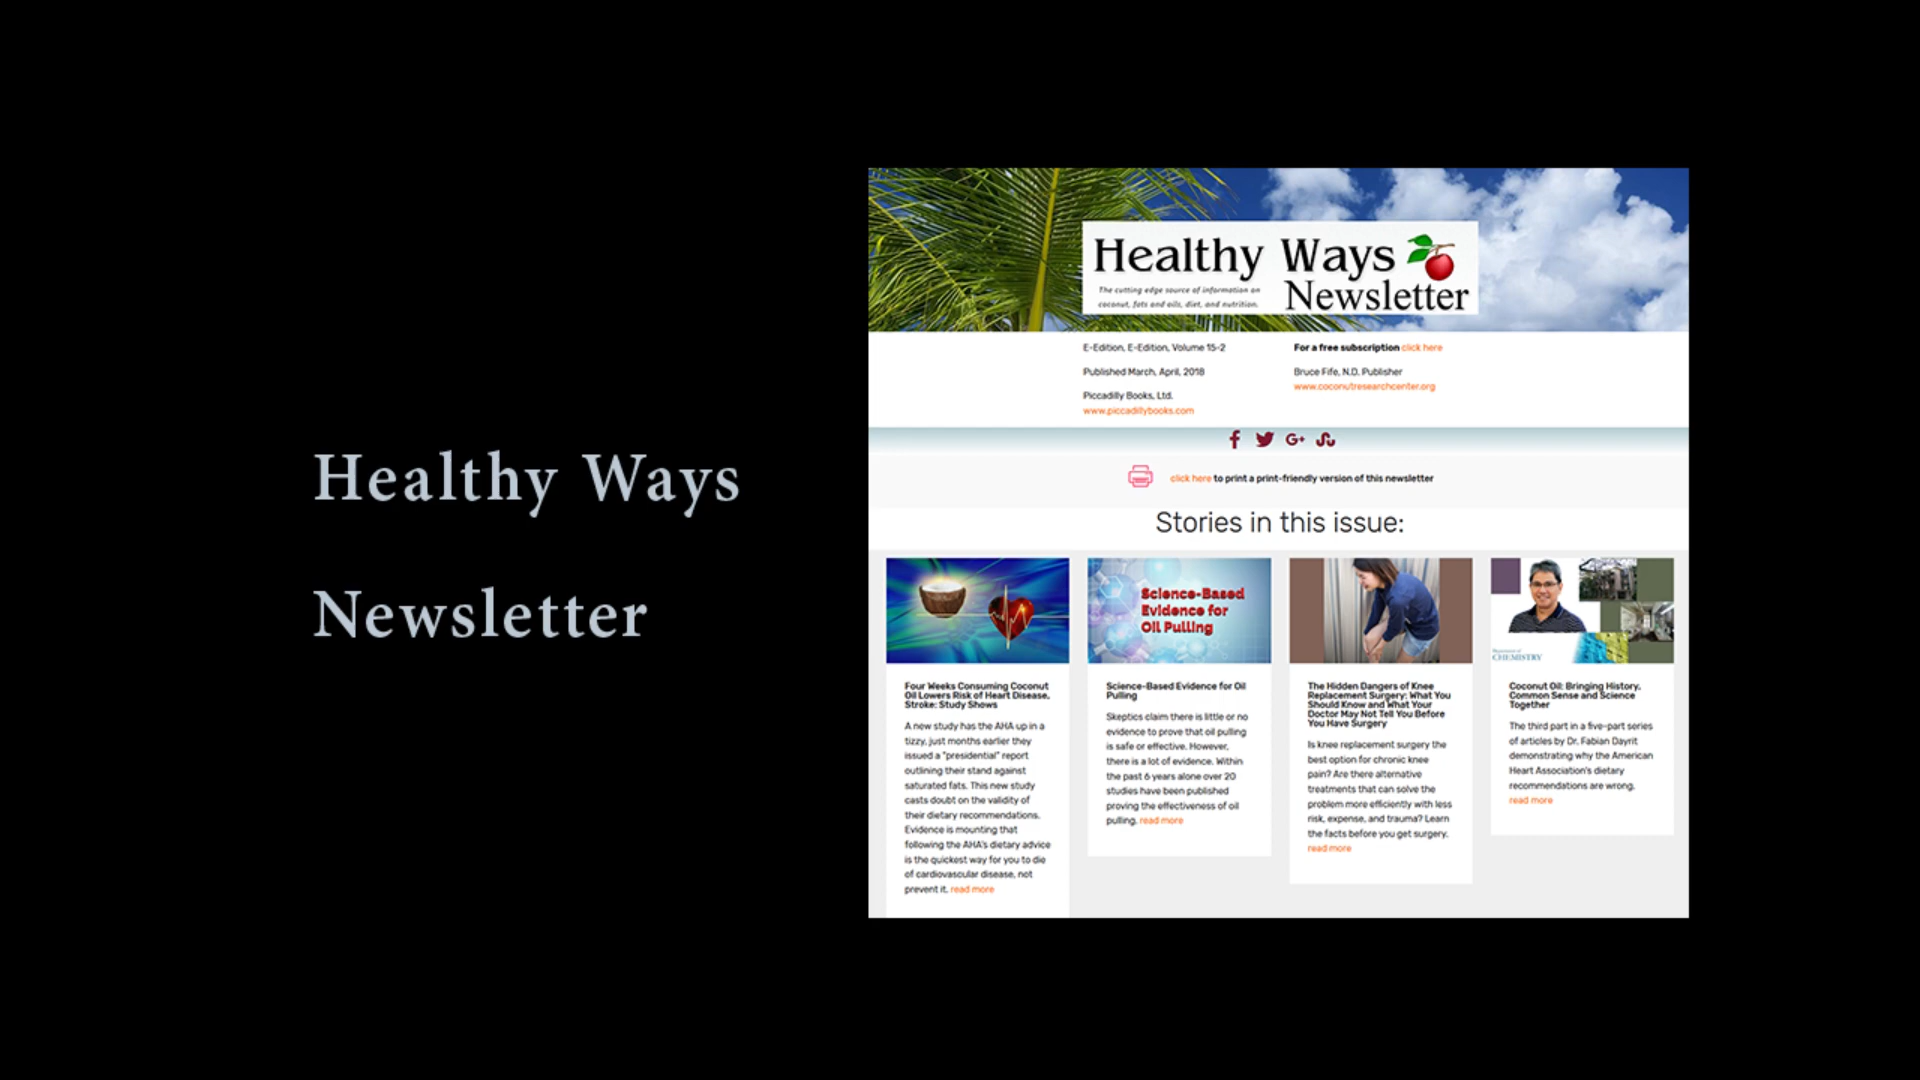 Healthy Ways
Newsletter
Healthy Ways
Newsletter
The cutting edge source of information on
coconut, fats and oils, diet, and nutrition.
E-Edition, E-Edition, Volume 15-2
Published March, April, 2018
Piccadilly Books, Ltd.
www.piccadillybooks.com
For a free subscription click here
Bruce Fife, N.D. Publisher
www.coconutresearchcenter.org
click here to print a print-friendly version of this newsletter
Stories in this issue:
Four Weeks Consuming Coconut
Oil Lowers Risk of Heart Disease,
Stroke: Study Shows
A new study has the AHA up in a
tizzy, just months earlier they
issued a "presidential" report
outlining their stand against
saturated fats. This new study
casts doubt on the validity of
their dietary recommendations.
Evidence is mounting that
following the AHA's dietary advice
is the quickest way for you to die
of cardiovascular disease, not
prevent it. read more
Science-Based
Evidence for
Oil Pulling
Science-Based Evidence for Oil
Pulling
Skeptics claim there is little or no
evidence to prove that oil pulling
is safe or effective. However,
there is a lot of evidence. Within
the past 6 years alone over 20
studies have been published
proving the effectiveness of oil
pulling. read more
The Hidden Dangers of Knee
Replacement Surgery: What You
Should Know and What Your
Doctor May Not Tell You Before
You Have Surgery
Is knee replacement surgery the
best option for chronic knee
pain? Are there alternative
treatments that can solve the
problem more efficiently with less
risk, expense, and trauma? Learn
the facts before you get surgery.
read more
CHEMISTRY
Coconut Oil: Bringing History,
Common Sense and Science
Together
The third part in a five-part series
of articles by Dr. Fabian Dayrit
demonstrating why the American
Heart Association's dietary
recommendations are wrong.
read more